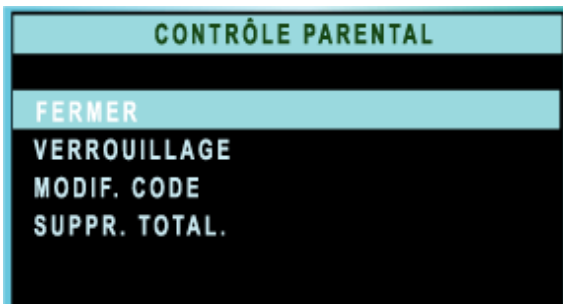 CONTRÔLE PARENTAL
FERMER
VERROUILLAGE
MODIF. CODE
SUPPR. TOTAL.